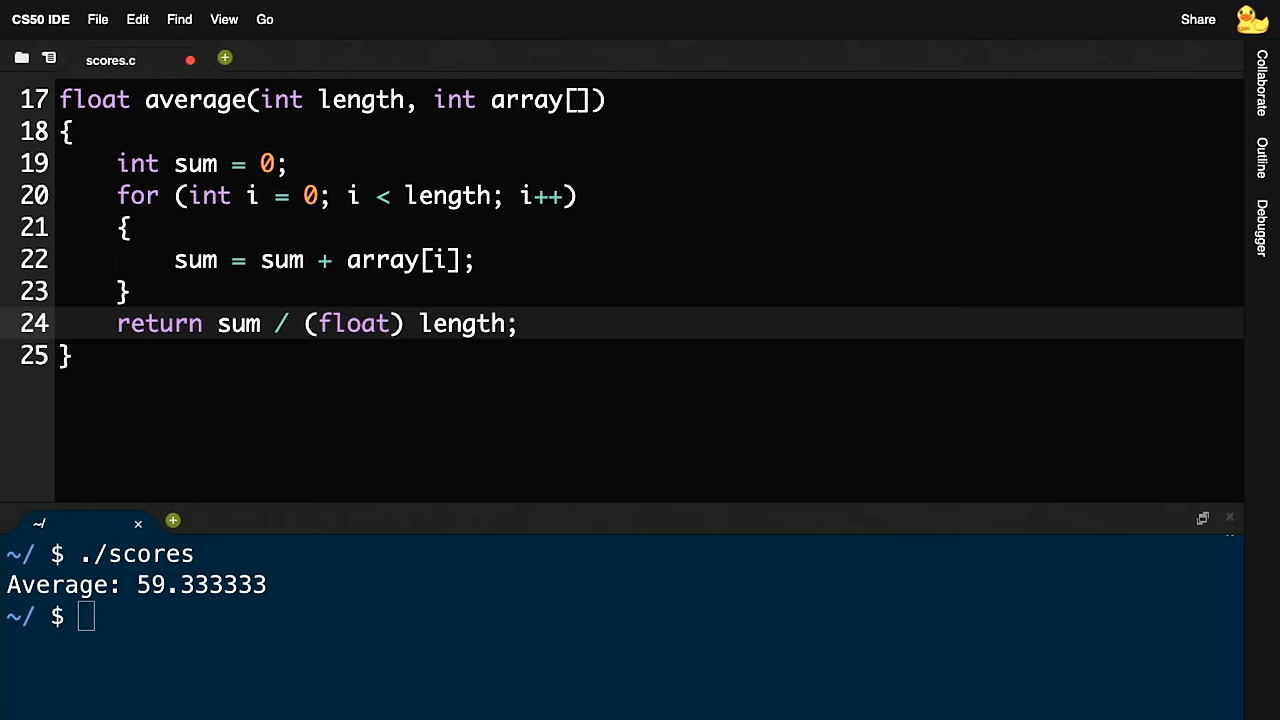 CS50 IDE File Edit Find View Go Share
scores.c
17 float average(int length, int array[])
18 {
19     int sum = 0;
20     for (int i = 0; i < length; i++)
21     {
22         sum = sum + array[i];
23     }
24     return sum / (float) length;
25 }
~/
~/ $ ./scores
Average: 59.333333
~/ $
Collaborate
Outline
Debugger